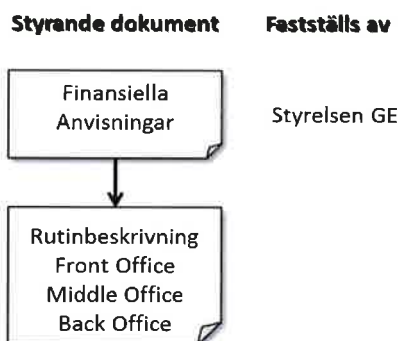 Styrande dokument Fastställs av
Finansiella
Anvisningar
Styrelsen GE
Rutinbeskrivning
Front Office
Middle Office
Back Office